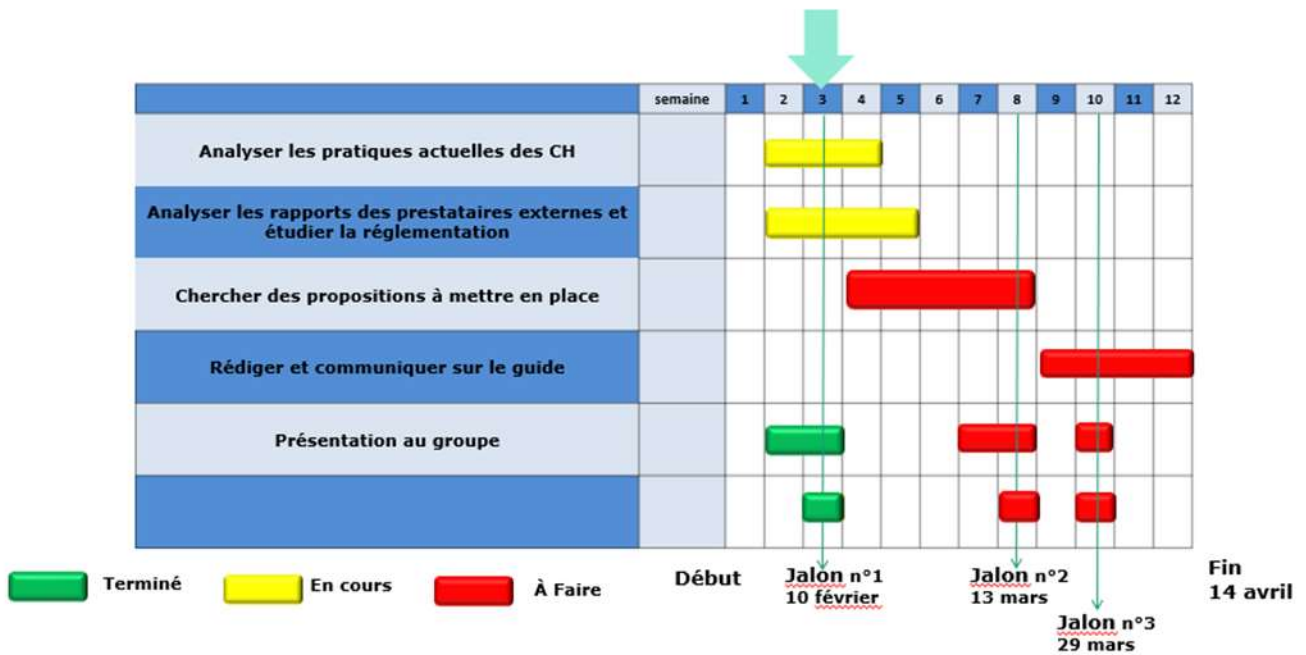 semaine 1 2 3 4 5 6 7 8 9 10 11 12
Analyser les pratiques actuelles des CH
Analyser les rapports des prestataires externes et
étudier la réglementation
Chercher des propositions à mettre en place
Rédiger et communiquer sur le guide
Présentation au groupe
Terminé
En cours
À Faire
Début
Jalon n°1
10 février
Jalon n°2
13 mars
Jalon n°3
29 mars
Fin
14 avril